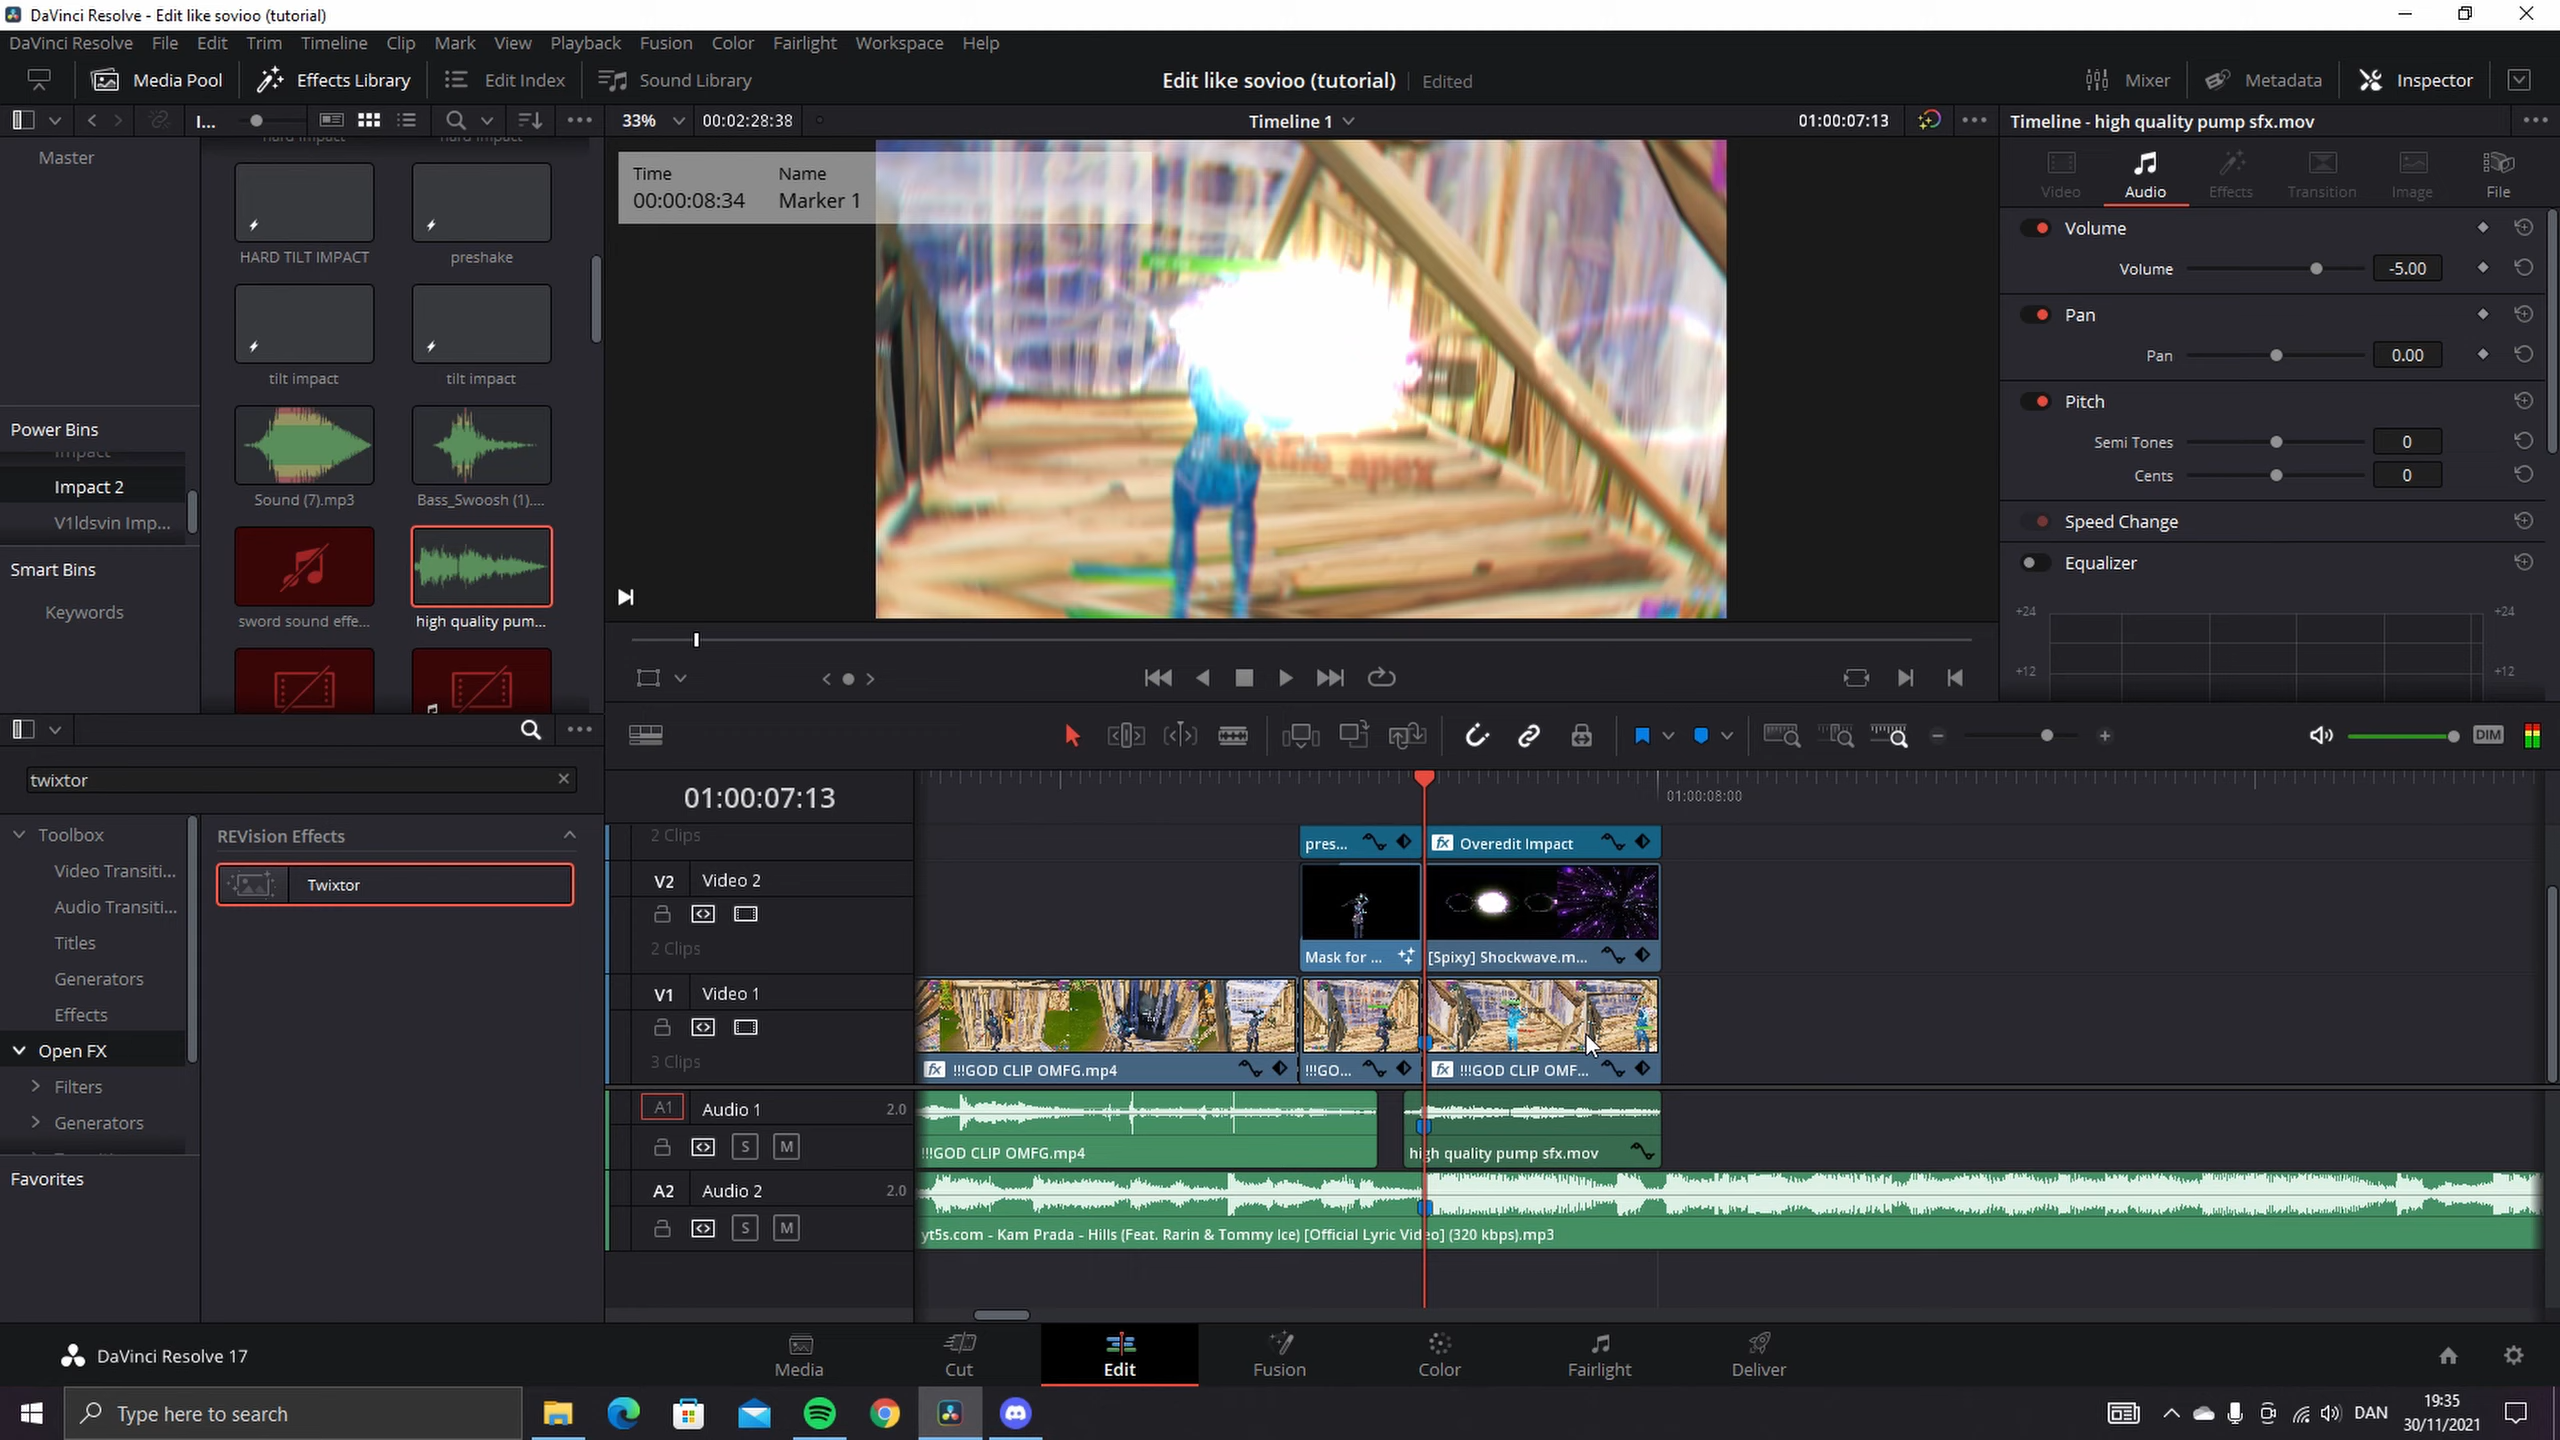 DaVinci Resolve - Edit like sovioo (tutorial)
DaVinci Resolve File Edit Trim Timeline Clip Mark View Playback Fusion Color Fairlight Workspace Help
Media Pool Effects Library Edit Index Sound Library Edit like sovioo (tutorial) Edited Mixer Metadata Inspector
I... 33% 00:02:28:38 Timeline 1 01:00:07:13 Timeline - high quality pump sfx.mov
Master
hard impact hard impact
HARD TILT IMPACT preshake
tilt impact tilt impact
Power Bins
Impact
Impact 2
V1ldsvin Imp...
Sound (7).mp3 Bass_Swoosh (1)....
Smart Bins
Keywords
sword sound effe... high quality pum...
Time Name
00:00:08:34 Marker 1
apex
Video Audio Effects Transition Image File
Volume
Volume -5.00
Pan
Pan 0.00
Pitch
Semi Tones 0
Cents 0
Speed Change
Equalizer
+24 +24
+12 +12
DIM
twixtor
Toolbox
Video Transiti...
Audio Transiti...
Titles
Generators
Effects
Open FX
Filters
Generators
Favorites
REVision Effects
Twixtor
01:00:07:13
01:00:08:00
2 Clips
pres... fx Overedit Impact
V2 Video 2
2 Clips
Mask for ... [Spixy] Shockwave.m...
V1 Video 1
3 Clips
fx !!!GOD CLIP OMFG.mp4 !!!GO... fx !!!GOD CLIP OMF...
A1 Audio 1 2.0
S M
!!!GOD CLIP OMFG.mp4 high quality pump sfx.mov
A2 Audio 2 2.0
S M
yt5s.com - Kam Prada - Hills (Feat. Rarin & Tommy Ice) [Official Lyric Video] (320 kbps).mp3
DaVinci Resolve 17
Media Cut Edit Fusion Color Fairlight Deliver
Type here to search
DAN
19:35
30/11/2021